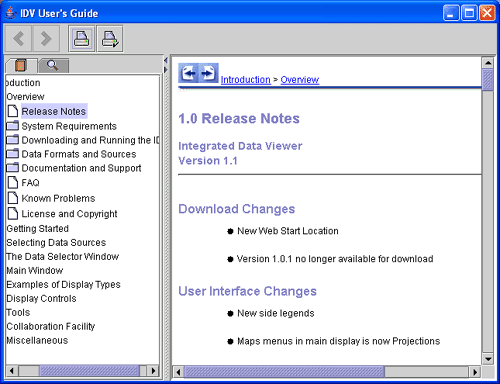 IDV User's Guide
oduction
Overview
Release Notes
System Requirements
Downloading and Running the ID
Data Formats and Sources
Documentation and Support
FAQ
Known Problems
License and Copyright
Getting Started
Selecting Data Sources
The Data Selector Window
Main Window
Examples of Display Types
Display Controls
Tools
Collaboration Facility
Miscellaneous
Introduction > Overview
1.0 Release Notes
Integrated Data Viewer
Version 1.1
Download Changes
New Web Start Location
Version 1.0.1 no longer available for download
User Interface Changes
New side legends
Maps menus in main display is now Projections